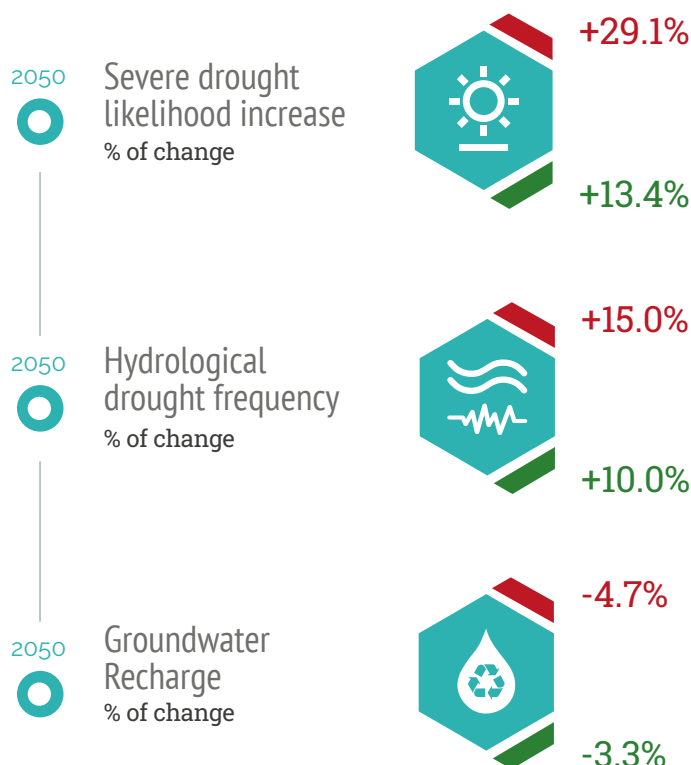 2050
Severe drought
likelihood increase
% of change
+29.1%
+13.4%
2050
Hydrological
drought frequency
% of change
+15.0%
+10.0%
2050
Groundwater
Recharge
% of change
-4.7%
-3.3%